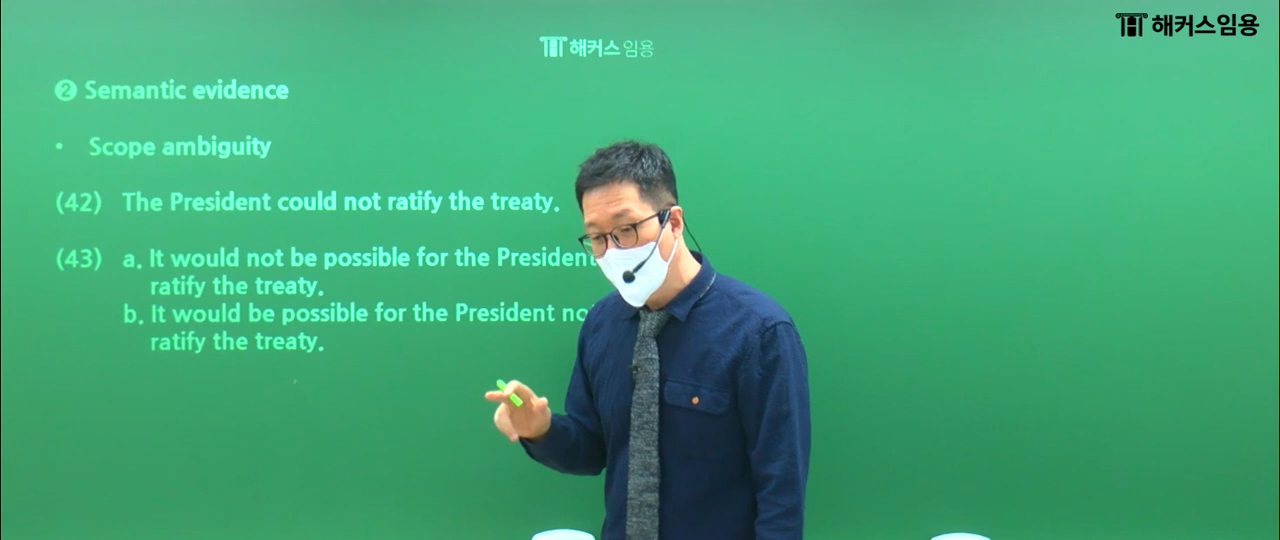 해커스임용
해커스임용
❷ Semantic evidence
• Scope ambiguity
(42) The President could not ratify the treaty.
(43) a. It would not be possible for the President
ratify the treaty.
b. It would be possible for the President
ratify the treaty.